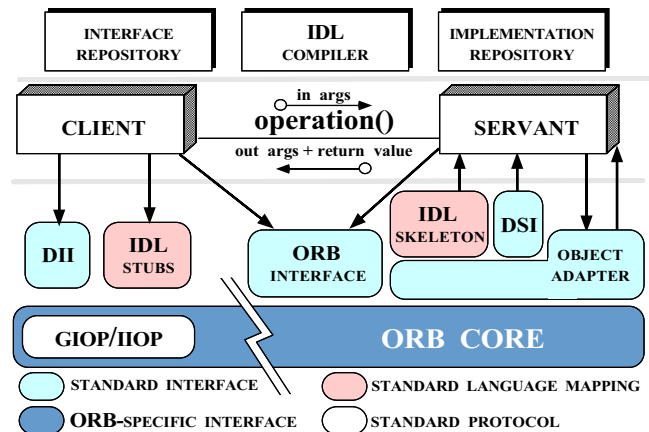 INTERFACE
REPOSITORY
IDL
COMPILER
IMPLEMENTATION
REPOSITORY
in args
CLIENT
operation()
SERVANT
out args + return value
DII
IDL
STUBS
ORB
INTERFACE
IDL
SKELETON
DSI
OBJECT
ADAPTER
GIOP/IIOP
ORB CORE
STANDARD INTERFACE
STANDARD LANGUAGE MAPPING
ORB-SPECIFIC INTERFACE
STANDARD PROTOCOL